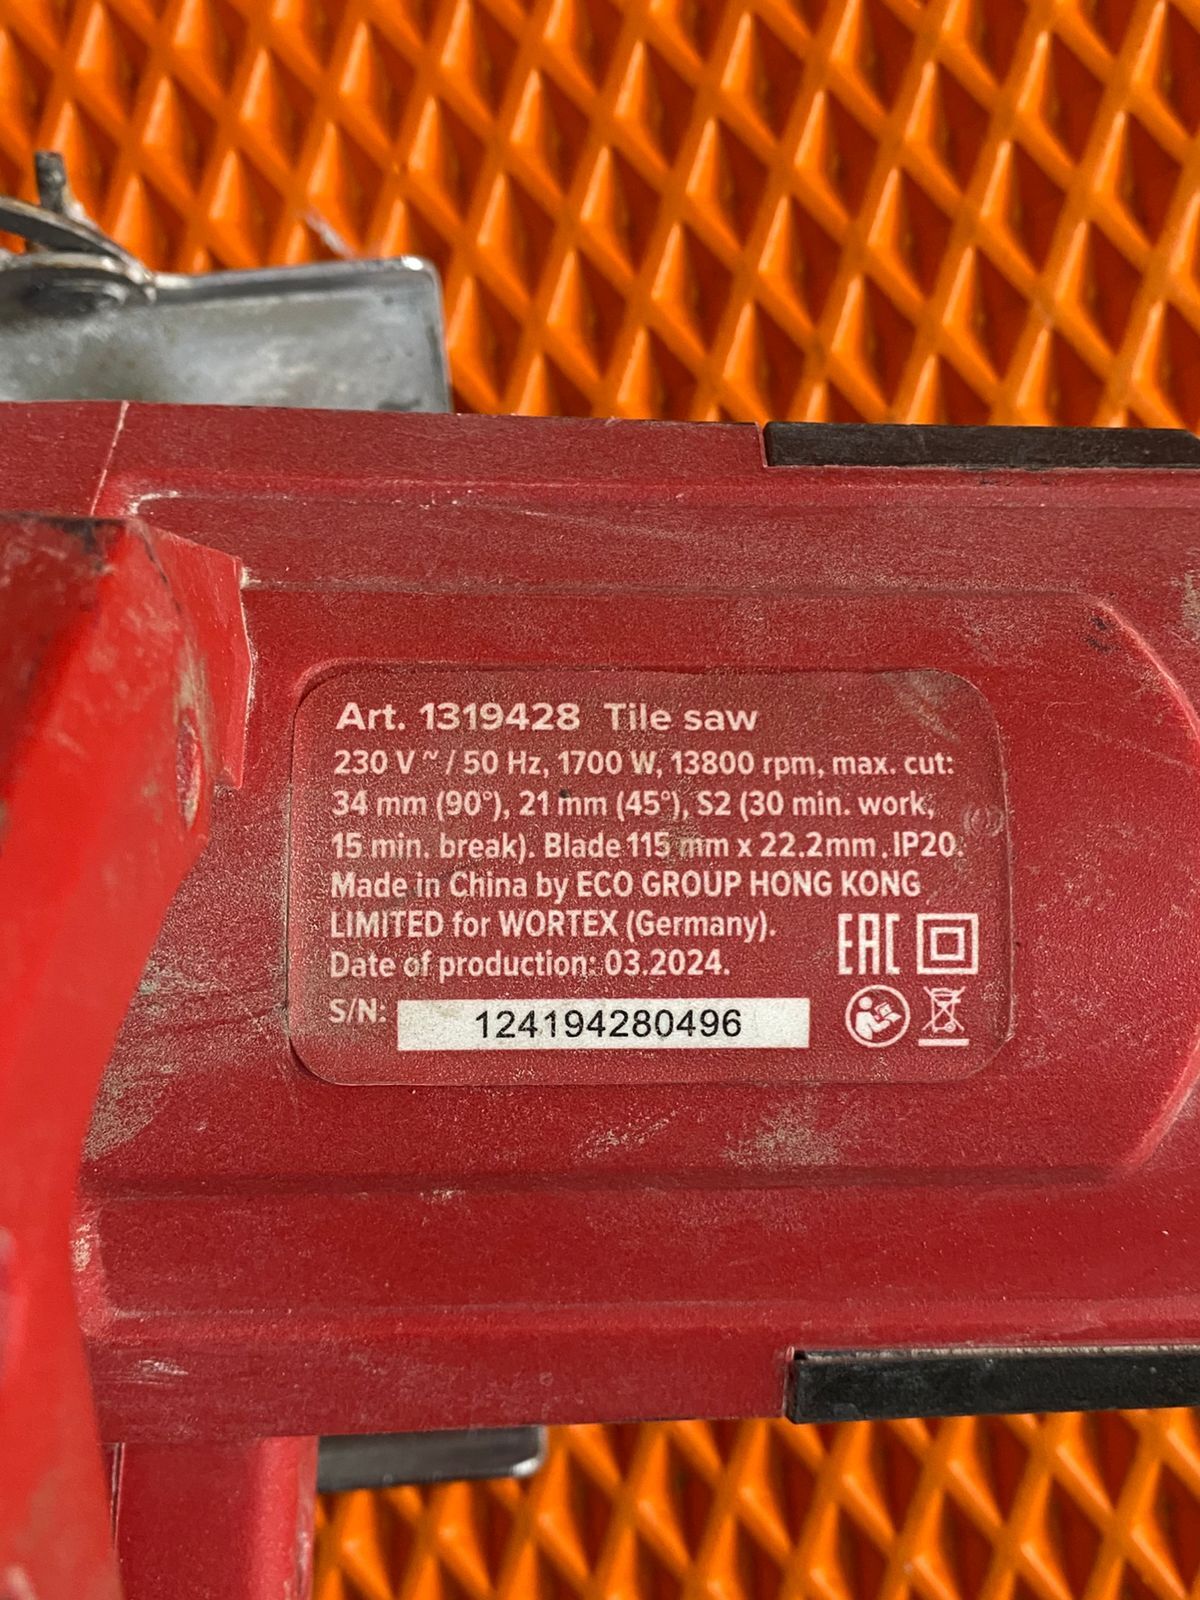 Art. 1319428 Tile saw
230 V ~ / 50 Hz, 1700 W, 13800 rpm, max. cut:
34 mm (90°), 21 mm (45°), S2 (30 min. work,
15 min. break). Blade 115 mm x 22.2mm . IP20.
Made in China by ECO GROUP HONG KONG
LIMITED for WORTEX (Germany).
Date of production: 03.2024.
EAC
S/N: 124194280496